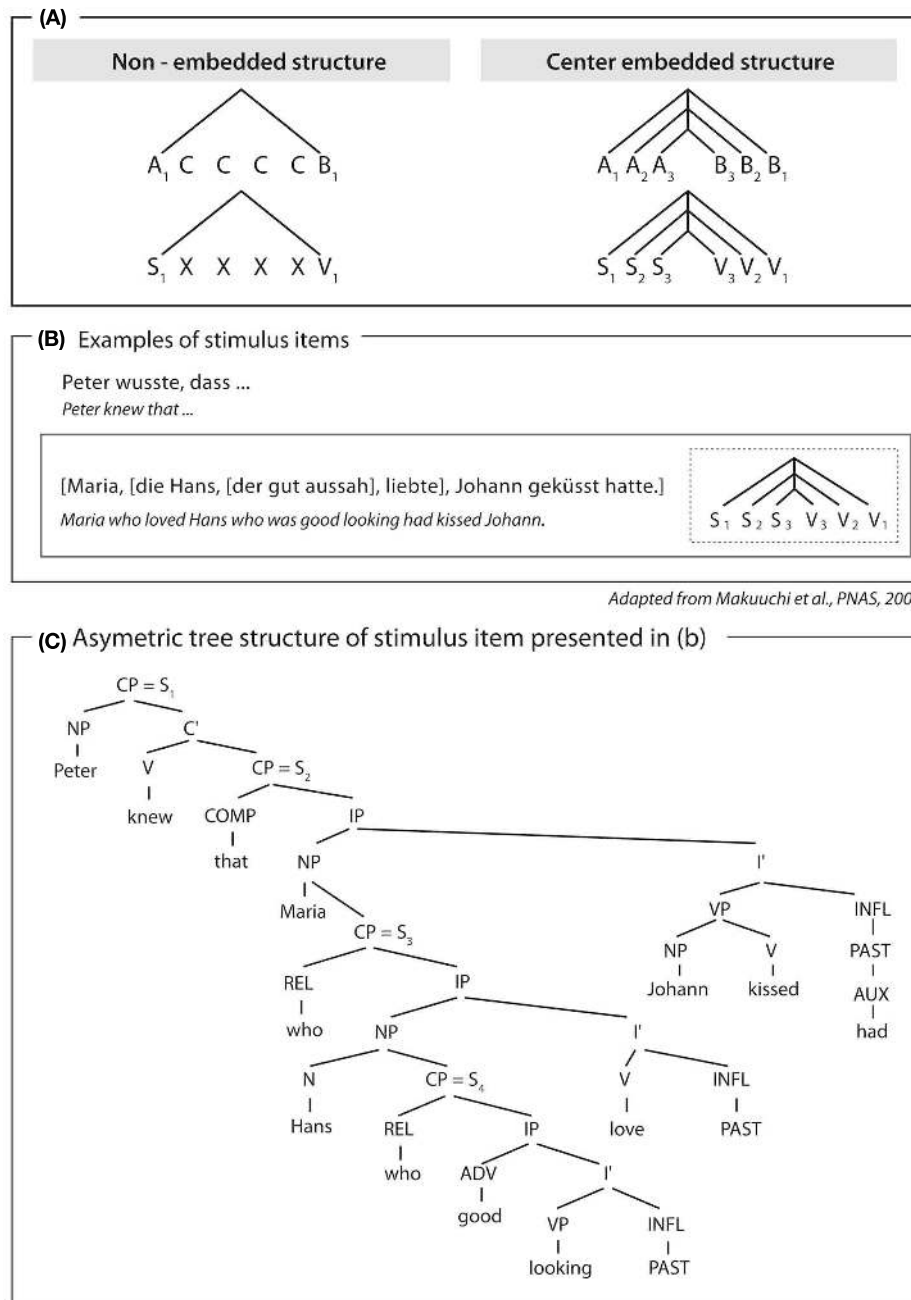 (A)
Non - embedded structure
Center embedded structure
A1 C C C C B1
A1 A2 A3 B3 B2 B1
S1 X X X X V1
S1 S2 S3 V3 V2 V1
(B) Examples of stimulus items
Peter wusste, dass ...
Peter knew that ...
[Maria, [die Hans, [der gut aussah], liebte], Johann geküsst hatte.]
Maria who loved Hans who was good looking had kissed Johann.
S1 S2 S3 V3 V2 V1
Adapted from Makuuchi et al., PNAS, 200
(C) Asymetric tree structure of stimulus item presented in (b)
CP = S1
NP C'
Peter V CP = S2
knew COMP IP
that NP I'
Maria VP INFL
CP = S3
NP V PAST
REL IP Johann kissed AUX
who had
NP I'
N CP = S4 V INFL
Hans REL IP love PAST
who ADV I'
good
VP INFL
looking PAST